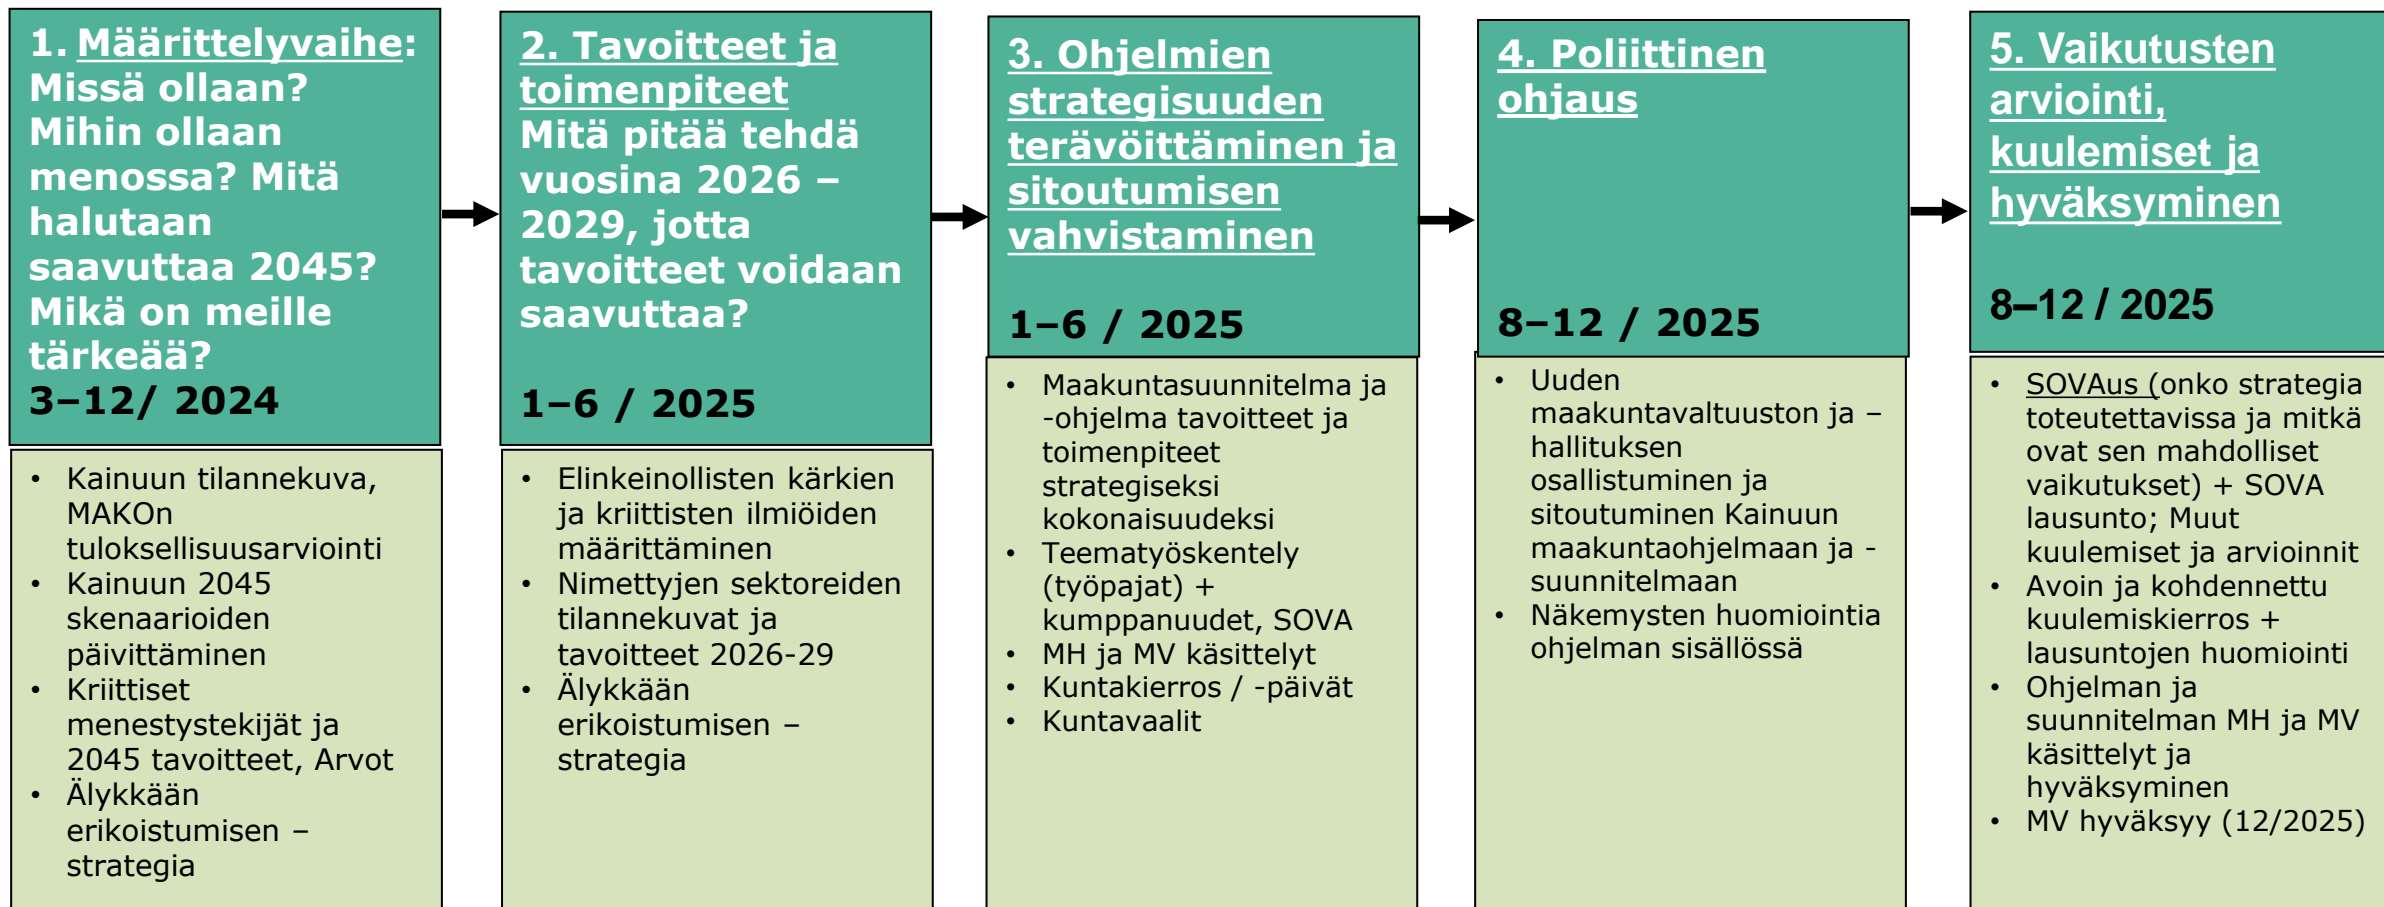 1. Määrittelyvaihe:
Missä ollaan?
Mihin ollaan
menossa? Mitä
halutaan
saavuttaa 2045?
Mikä on meille
tärkeää?
3–12/ 2024
• Kainuun tilannekuva,
MAKOn
tuloksellisuusarviointi
• Kainuun 2045
skenaarioiden
päivittäminen
• Kriittiset
menestystekijät ja
2045 tavoitteet, Arvot
• Älykkään
erikoistumisen –
strategia
2. Tavoitteet ja
toimenpiteet
Mitä pitää tehdä
vuosina 2026 –
2029, jotta
tavoitteet voidaan
saavuttaa?
1–6 / 2025
• Elinkeinollisten kärkien
ja kriittisten ilmiöiden
määrittäminen
• Nimettyjen sektoreiden
tilannekuvat ja
tavoitteet 2026-29
• Älykkään
erikoistumisen –
strategia
3. Ohjelmien
strategisuuden
terävöittäminen ja
sitoutumisen
vahvistaminen
1–6 / 2025
• Maakuntasuunnitelma ja
-ohjelma tavoitteet ja
toimenpiteet
strategiseksi
kokonaisuudeksi
• Teematyöskentely
(työpajat) +
kumppanuudet, SOVA
• MH ja MV käsittelyt
• Kuntakierros / -päivät
• Kuntavaalit
4. Poliittinen
ohjaus
8–12 / 2025
• Uuden
maakuntavaltuuston ja –
hallituksen
osallistuminen ja
sitoutuminen Kainuun
maakuntaohjelmaan ja -
suunnitelmaan
• Näkemysten huomiointia
ohjelman sisällössä
5. Vaikutusten
arviointi,
kuulemiset ja
hyväksyminen
8–12 / 2025
• SOVAus (onko strategia
toteutettavissa ja mitkä
ovat sen mahdolliset
vaikutukset) + SOVA
lausunto; Muut
kuulemiset ja arvioinnit
• Avoin ja kohdennettu
kuulemiskierros +
lausuntojen huomiointi
• Ohjelman ja
suunnitelman MH ja MV
käsittelyt ja
hyväksyminen
• MV hyväksyy (12/2025)